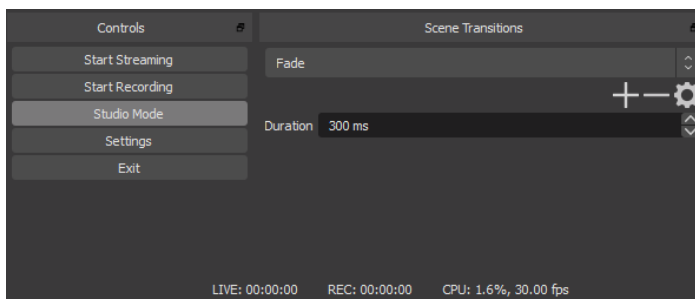 Controls
Start Streaming
Start Recording
Studio Mode
Settings
Exit
Scene Transitions
Fade
Duration 300 ms
LIVE: 00:00:00 REC: 00:00:00 CPU: 1.6%, 30.00 fps